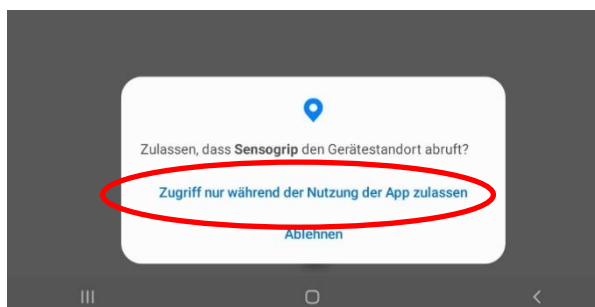 Zulassen, dass Sensogrip den Gerätestandort abruft?
Zugriff nur während der Nutzung der App zulassen
Ablehnen